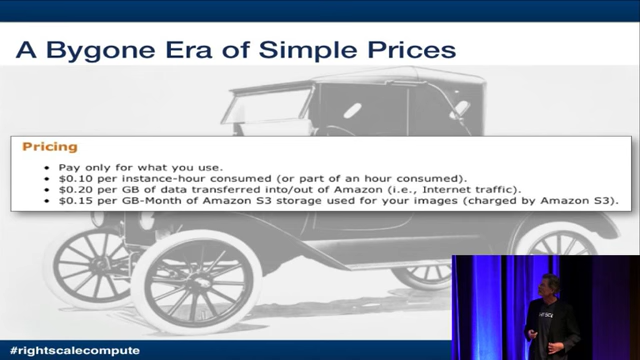 A Bygone Era of Simple Prices
Pricing
• Pay only for what you use.
• $0.10 per instance-hour consumed (or part of an hour consumed).
• $0.20 per GB of data transferred into/out of Amazon (i.e., Internet traffic).
• $0.15 per GB-Month of Amazon S3 storage used for your images (charged by Amazon S3).
#rightscalecompute